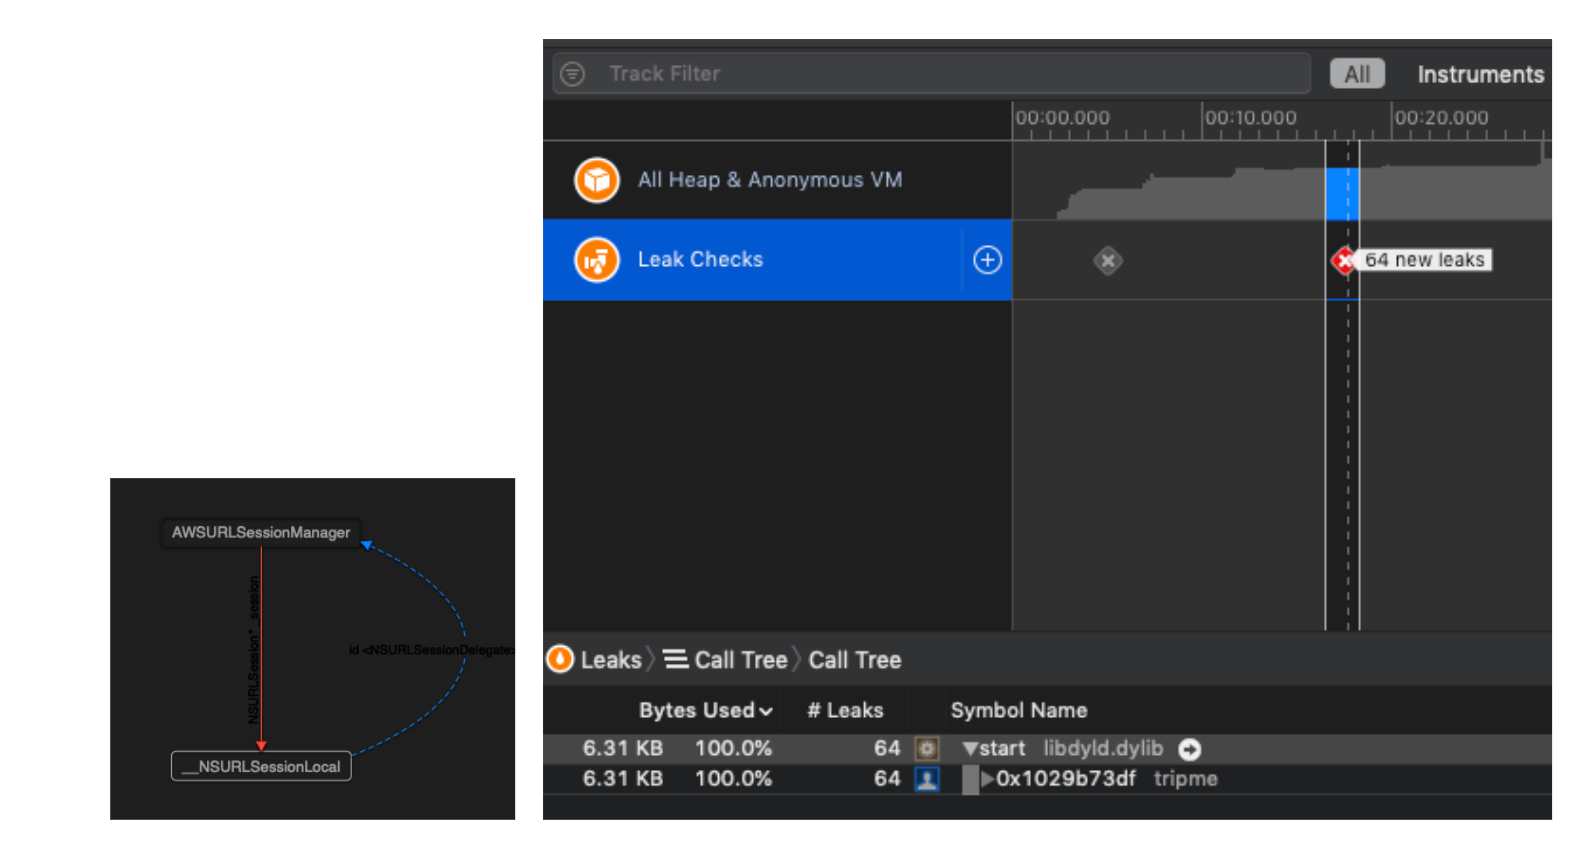 Track Filter
All
Instruments
00:00.000
00:10.000
00:20.000
All Heap & Anonymous VM
Leak Checks
64 new leaks
AWSURLSessionManager
NSURLSession* _session
id <NSURLSessionDelegate>
__NSURLSessionLocal
Leaks
Call Tree
Call Tree
Bytes Used
# Leaks
Symbol Name
6.31 KB 100.0% 64 start libdyld.dylib
6.31 KB 100.0% 64 0x1029b73df tripme